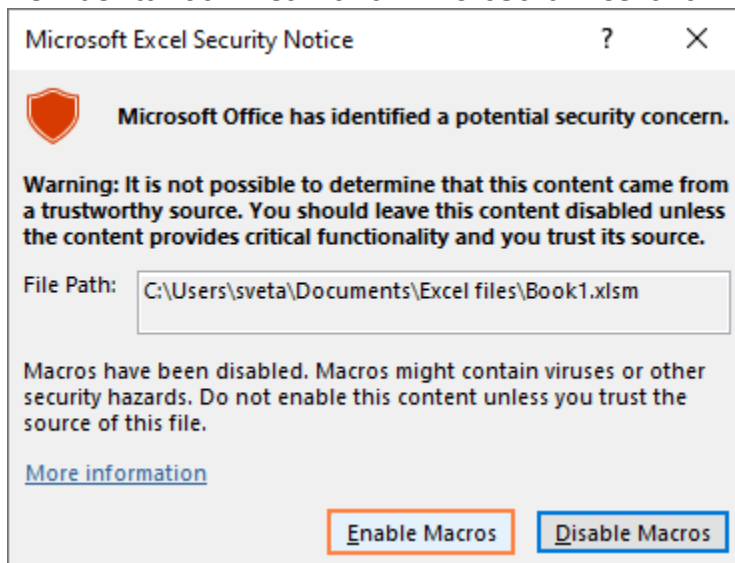 Microsoft Excel Security Notice ?
Microsoft Office has identified a potential security concern.
Warning: It is not possible to determine that this content came from
a trustworthy source. You should leave this content disabled unless
the content provides critical functionality and you trust its source.
File Path: C:\Users\sveta\Documents\Excel files\Book1.xlsm
Macros have been disabled. Macros might contain viruses or other
security hazards. Do not enable this content unless you trust the
source of this file.
More information
Enable Macros Disable Macros